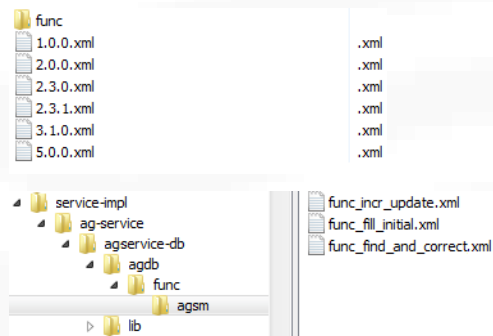 func
1.0.0.xml .xml
2.0.0.xml .xml
2.3.0.xml .xml
2.3.1.xml .xml
3.1.0.xml .xml
5.0.0.xml .xml
service-impl
ag-service
agservice-db
agdb
func
agsm
lib
func_incr_update.xml
func_fill_initial.xml
func_find_and_correct.xml